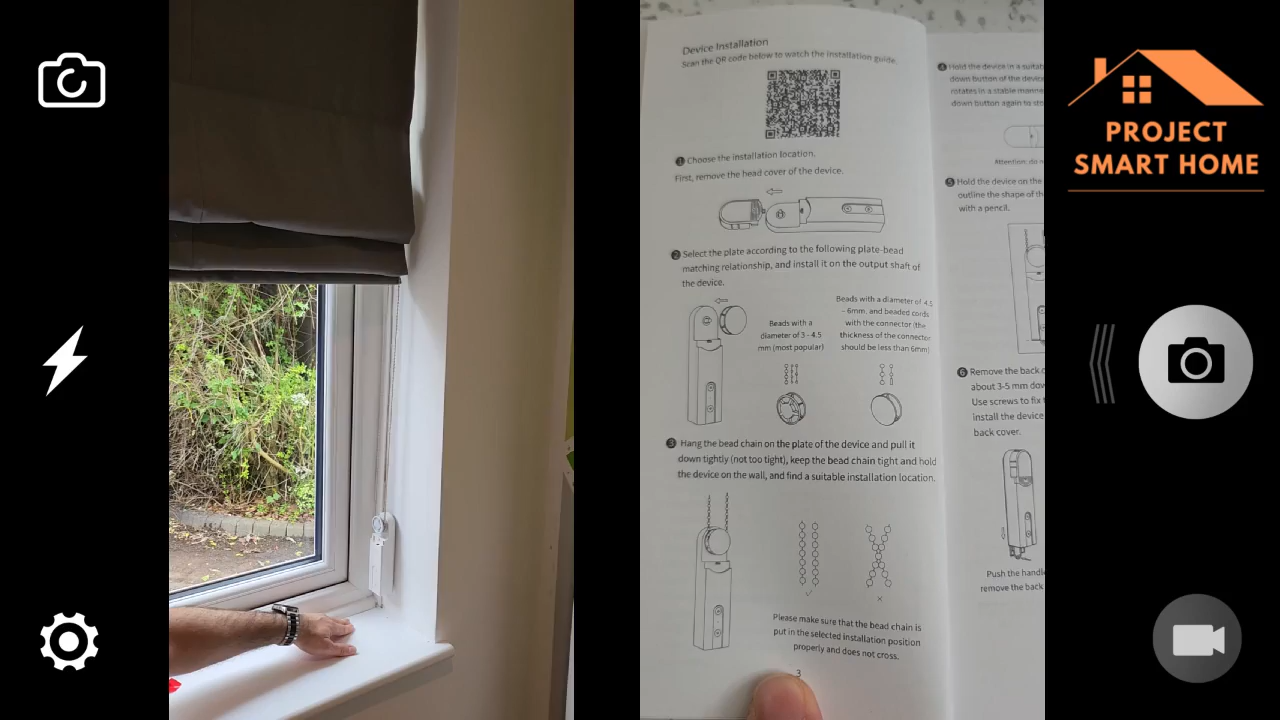 Device Installation
Scan the QR code below to watch the installation guide.
1 Choose the installation location.
First, remove the head cover of the device.
2 Select the plate according to the following plate-bead
matching relationship, and install it on the output shaft of
the device.
Beads with a
diameter of 3 - 4.5
mm (most popular)
Beads with a diameter of 4.5
- 6mm, and beaded cords
with the connector (the
thickness of the connector
should be less than 6mm)
3 Hang the bead chain on the plate of the device and pull it
down tightly (not too tight), keep the bead chain tight and hold
the device on the wall, and find a suitable installation location.
Please make sure that the bead chain is
put in the selected installation position
properly and does not cross.
3
4 Hold the device in a
down button of the device
rotates in a stable
down button again to
Attention:
5 Hold the device on the
outline the shape of
with a pencil.
6 Remove the back
about 3-5 mm
Use screws to fix
install the device
back cover.
Push the
remove the back
PROJECT
SMART HOME